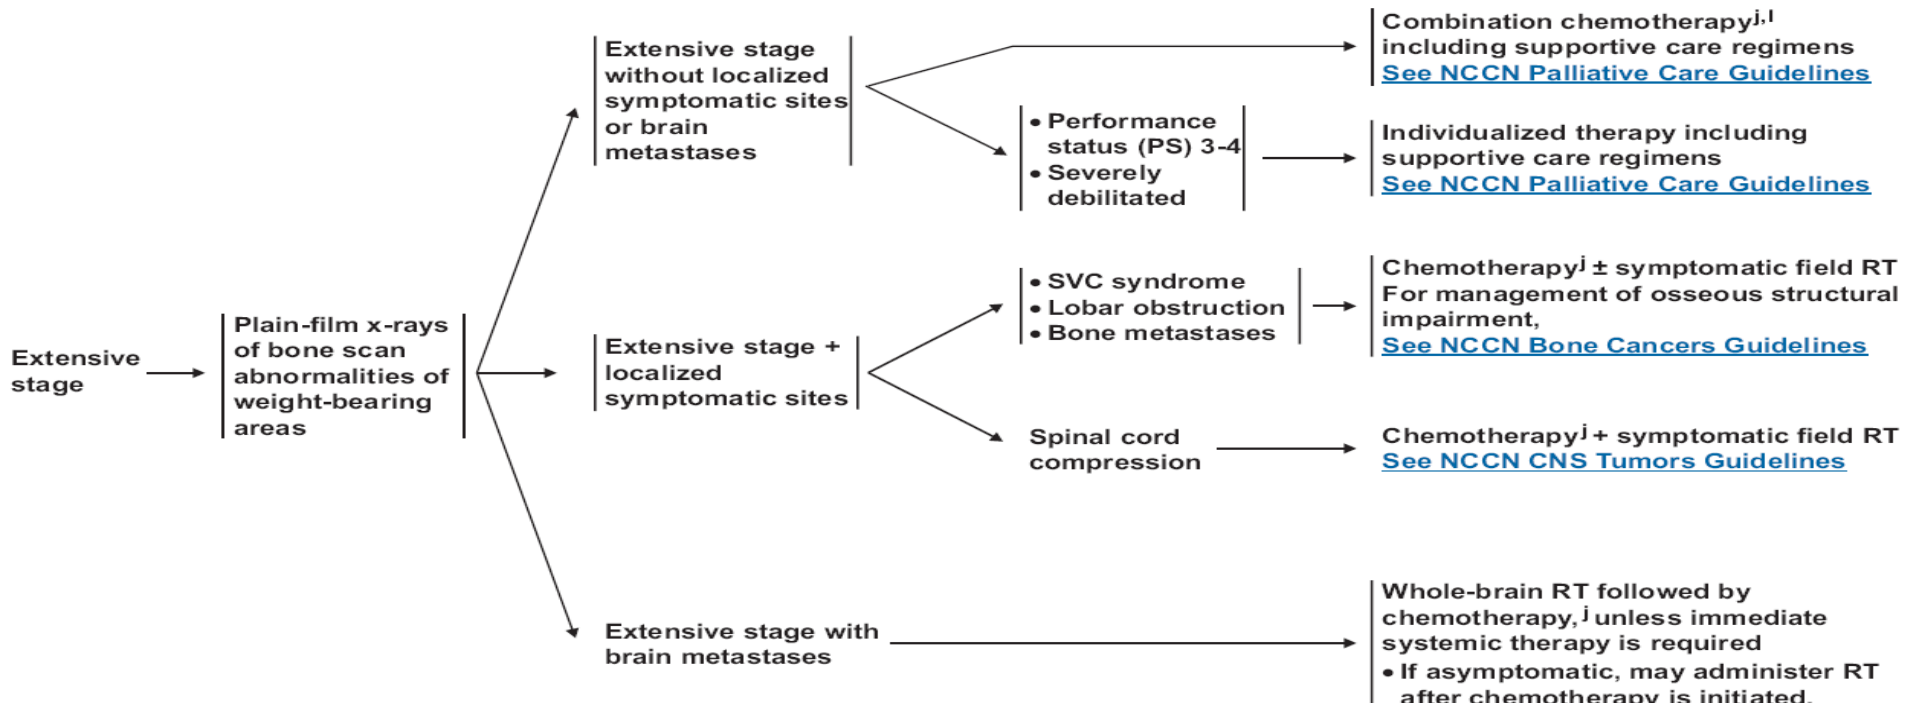 Extensive
stage
Plain-film x-rays
of bone scan
abnormalities of
weight-bearing
areas
Extensive stage
without localized
symptomatic sites
or brain
metastases
Combination chemotherapyj,l
including supportive care regimens
See NCCN Palliative Care Guidelines
• Performance
status (PS) 3-4
• Severely
debilitated
Individualized therapy including
supportive care regimens
See NCCN Palliative Care Guidelines
Extensive stage +
localized
symptomatic sites
• SVC syndrome
• Lobar obstruction
• Bone metastases
Chemotherapyj ± symptomatic field RT
For management of osseous structural
impairment,
See NCCN Bone Cancers Guidelines
Spinal cord
compression
Chemotherapyj + symptomatic field RT
See NCCN CNS Tumors Guidelines
Extensive stage with
brain metastases
Whole-brain RT followed by
chemotherapy,j unless immediate
systemic therapy is required
• If asymptomatic, may administer RT
after chemotherapy is initiated.